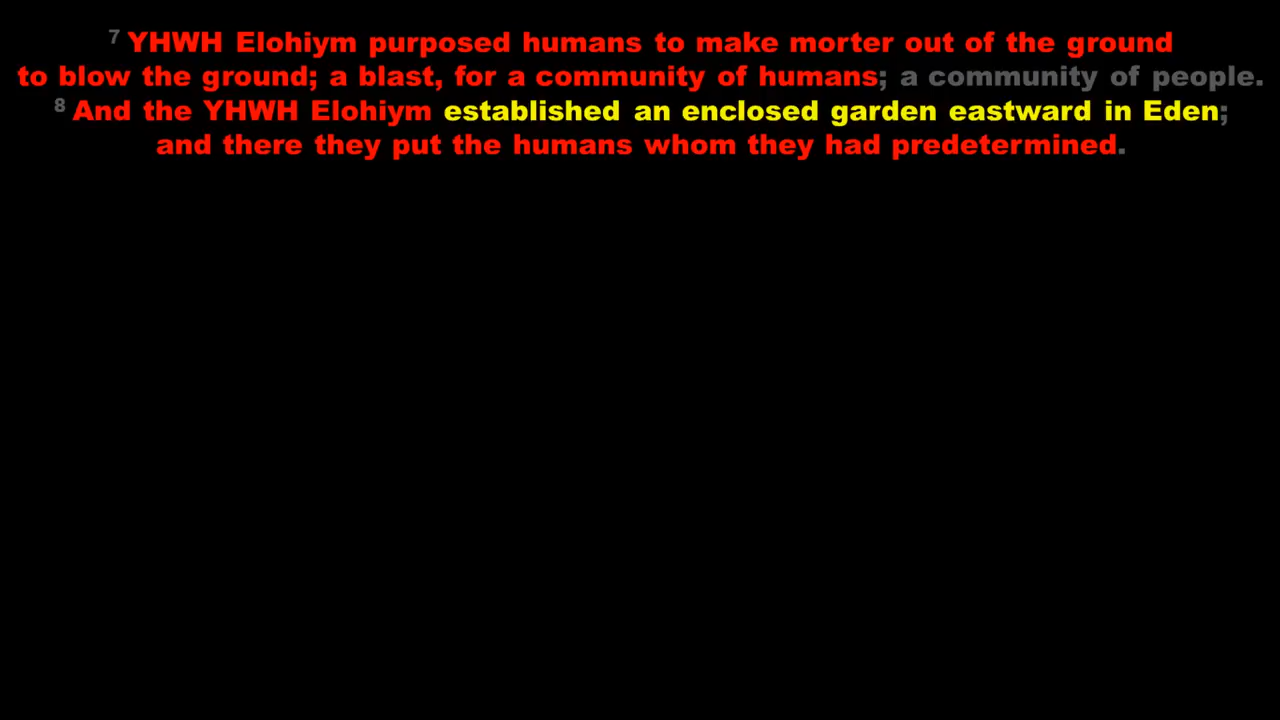 7 YHWH Elohiym purposed humans to make morter out of the ground
to blow the ground; a blast, for a community of humans; a community of people.
8 And the YHWH Elohiym established an enclosed garden eastward in Eden;
and there they put the humans whom they had predetermined.